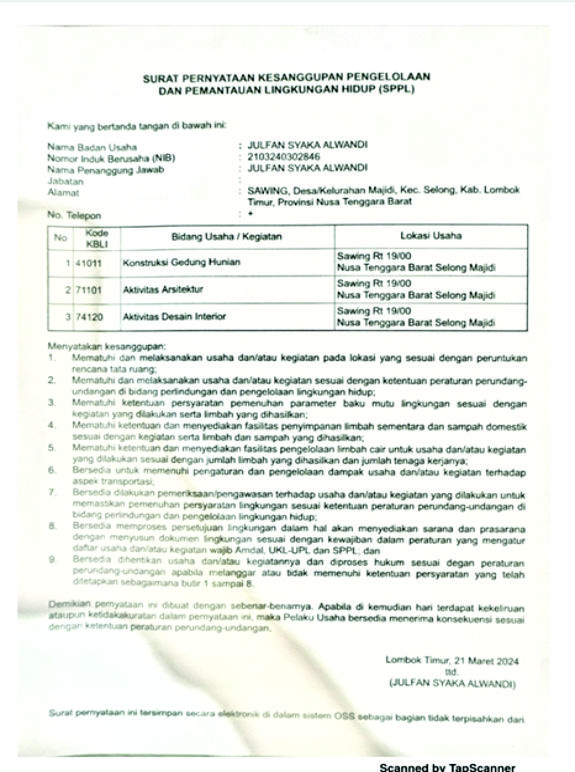 SURAT PERNYATAAN KESANGGUPAN PENGELOLAAN
DAN PEMANTAUAN LINGKUNGAN HIDUP (SPPL)
Kami yang bertanda tangan di bawah ini:
Nama Badan Usaha : JULFAN SYAKA ALWANDI
Nomor Induk Berusaha (NIB) : 2103240302846
Nama Penanggung Jawab : JULFAN SYAKA ALWANDI
Jabatan :
Alamat : SAWING, Desa/Kelurahan Majidi, Kec. Selong, Kab. Lombok
Timur, Provinsi Nusa Tenggara Barat
No. Telepon : +
No Kode KBLI Bidang Usaha / Kegiatan Lokasi Usaha
1 41011 Konstruksi Gedung Hunian Sawing Rt 19/00
Nusa Tenggara Barat Selong Majidi
2 71101 Aktivitas Arsitektur Sawing Rt 19/00
Nusa Tenggara Barat Selong Majidi
3 74120 Aktivitas Desain Interior Sawing Rt 19/00
Nusa Tenggara Barat Selong Majidi
Menyatakan kesanggupan:
1. Mematuhi dan melaksanakan usaha dan/atau kegiatan pada lokasi yang sesuai dengan peruntukan
rencana tata ruang;
2. Mematuhi dan melaksanakan usaha dan/atau kegiatan sesuai dengan ketentuan peraturan perundang-
undangan di bidang perlindungan dan pengelolaan lingkungan hidup;
3. Mematuhi ketentuan persyaratan pemenuhan parameter baku mutu lingkungan sesuai dengan
kegiatan yang dilakukan serta limbah yang dihasilkan;
4. Mematuhi ketentuan dan menyediakan fasilitas penyimpanan limbah sementara dan sampah domestik
sesuai dengan kegiatan serta limbah dan sampah yang dihasilkan;
5. Mematuhi ketentuan dan menyediakan fasilitas pengelolaan limbah cair untuk usaha dan/atau kegiatan
yang dilakukan sesuai dengan limbah yang dihasilkan dan jumlah tenaga kerjanya;
6. Bersedia untuk memenuhi pengaturan dan pengelolaan dampak usaha dan/atau kegiatan terhadap
aspek transportasi;
7. Bersedia dilakukan pemeriksaan/pengawasan terhadap usaha dan/atau kegiatan yang dilakukan untuk
memastikan pemenuhan persyaratan lingkungan sesuai ketentuan peraturan perundang-undangan di
bidang perlindungan dan pengelolaan lingkungan hidup;
8. Bersedia memproses persetujuan lingkungan dalam hal akan menyediakan sarana dan prasarana
dengan menyusun dokumen lingkungan sesuai dengan kewajiban dalam peraturan yang mengatur
daftar usaha dan/atau kegiatan wajib Amdal, UKL-UPL dan SPPL; dan
9. Bersedia dihentikan usaha dan/atau kegiatannya dan diproses hukum sesuai degan peraturan
perundang-undangan apabila melanggar atau tidak memenuhi ketentuan persyaratan yang telah
ditetapkan sebagaimana butir 1 sampai 8.
Demikian pernyataan ini dibuat dengan sebenar-benarnya. Apabila di kemudian hari terdapat kekeliruan
ataupun ketidakakuratan dalam pernyataan ini, maka Pelaku Usaha bersedia menerima konsekuensi sesuai
dengan ketentuan peraturan perundang-undangan.
Lombok Timur, 21 Maret 2024
ttd.
(JULFAN SYAKA ALWANDI)
Surat pernyataan ini tersimpan secara elektronik di dalam sistem OSS sebagai bagian tidak terpisahkan dari
Scanned by TapScanner